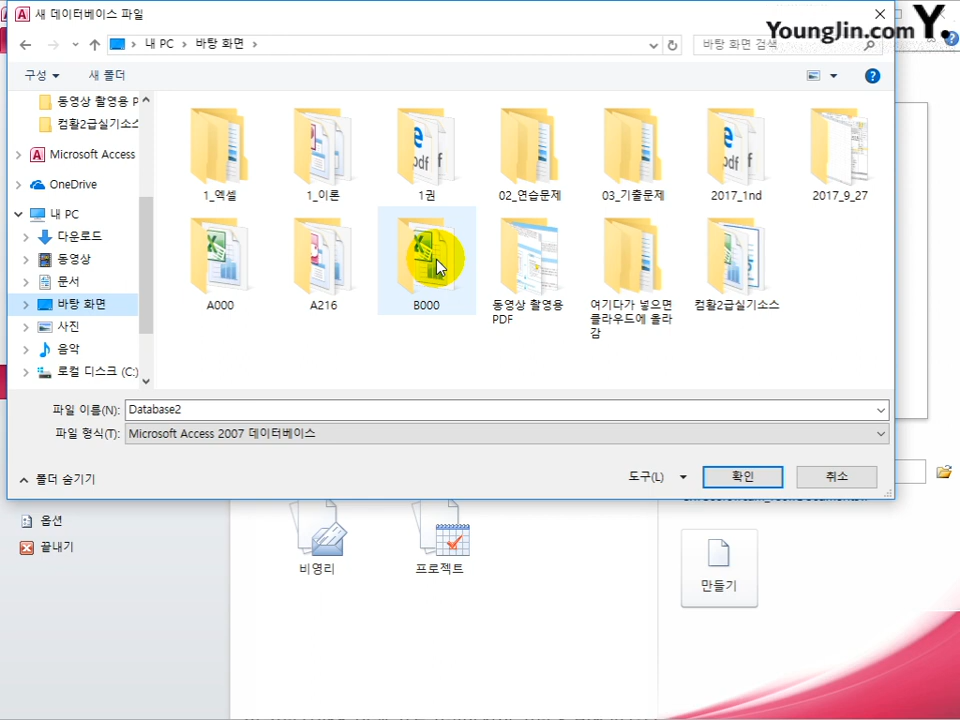 새 데이터베이스 파일
YoungJin.com Y.
내 PC
바탕 화면
바탕 화면 검색
구성
새 폴더
동영상 촬영용 P
컴활2급실기소스
Microsoft Access
OneDrive
내 PC
다운로드
동영상
문서
바탕 화면
사진
음악
로컬 디스크 (C:)
1_엑셀
1_이론
1권
02_연습문제
03_기출문제
2017_1nd
2017_9_27
A000
A216
B000
동영상 촬영용
PDF
여기다가 넣으면
클라우드에 올라
감
컴활2급실기소스
파일 이름(N):
Database2
파일 형식(T):
Microsoft Access 2007 데이터베이스
폴더 숨기기
도구(L)
확인
취소
옵션
끝내기
비영리
프로젝트
만들기